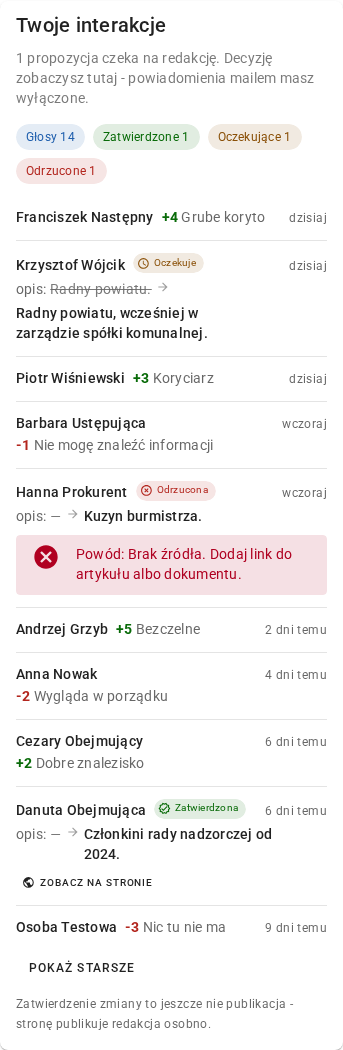 Twoje interakcje
1 propozycja czeka na redakcję. Decyzję
zobaczysz tutaj - powiadomienia mailem masz
wyłączone.
Głosy 14 Zatwierdzone 1 Oczekujące 1
Odrzucone 1
Franciszek Następny +4 Grube koryto dzisiaj
Krzysztof Wójcik Oczekuje dzisiaj
opis: Radny powiatu. →
Radny powiatu, wcześniej w
zarządzie spółki komunalnej.
Piotr Wiśniewski +3 Koryciarz dzisiaj
Barbara Ustępująca wczoraj
-1 Nie mogę znaleźć informacji
Hanna Prokurent Odrzucona wczoraj
opis: — → Kuzyn burmistrza.
Powód: Brak źródła. Dodaj link do
artykułu albo dokumentu.
Andrzej Grzyb +5 Bezczelne 2 dni temu
Anna Nowak 4 dni temu
-2 Wygląda w porządku
Cezary Obejmujący 6 dni temu
+2 Dobre znalezisko
Danuta Obejmująca Zatwierdzona 6 dni temu
opis: — → Członkini rady nadzorczej od
2024.
ZOBACZ NA STRONIE
Osoba Testowa -3 Nic tu nie ma 9 dni temu
POKAŻ STARSZE
Zatwierdzenie zmiany to jeszcze nie publikacja -
stronę publikuje redakcja osobno.